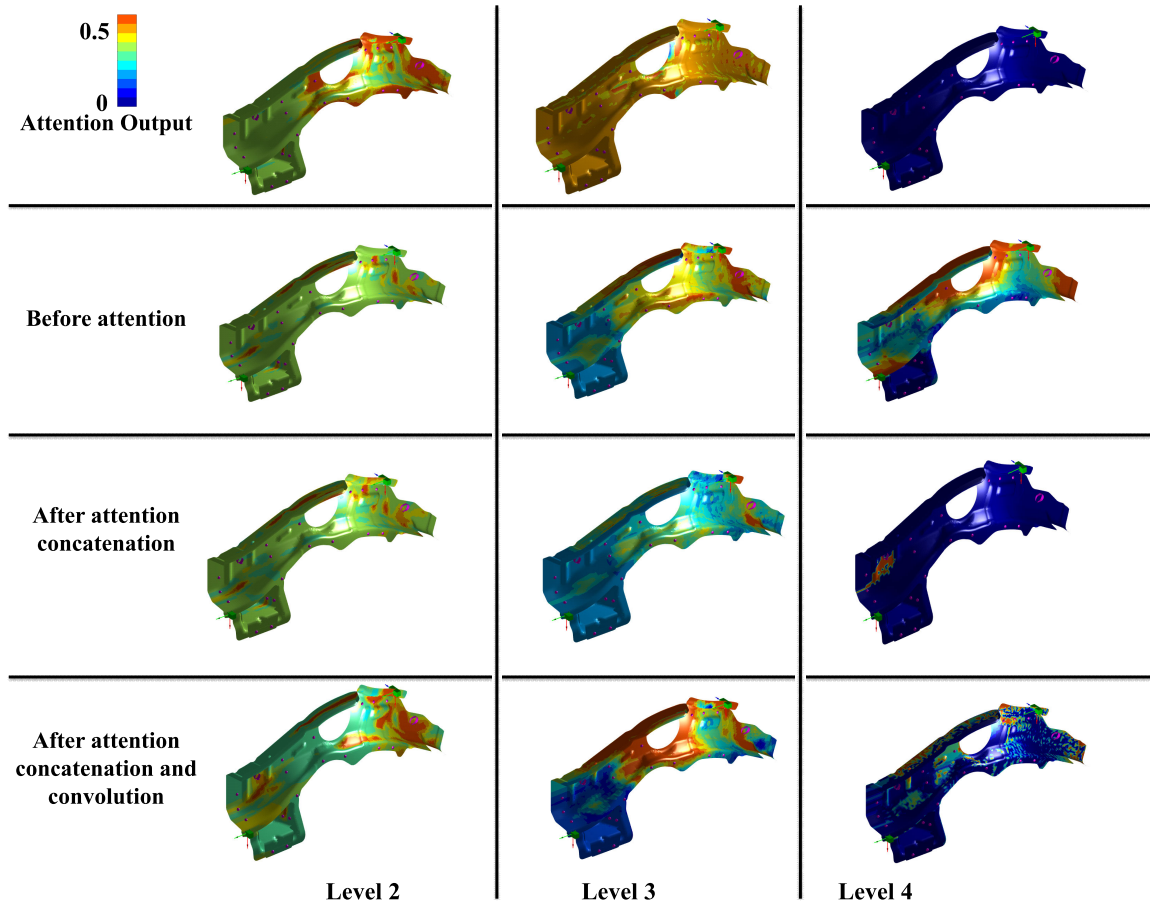 0.5
0
Attention Output
Before attention
After attention
concatenation
After attention
concatenation and
convolution
Level 2
Level 3
Level 4